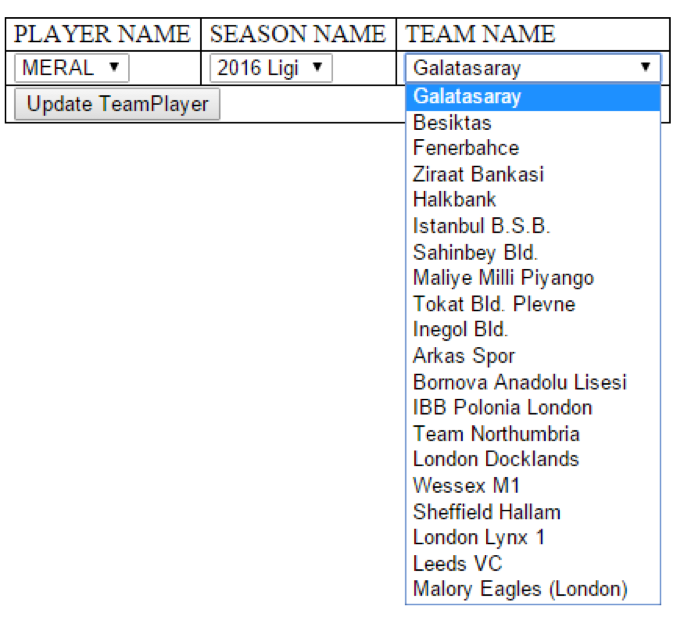 PLAYER NAME SEASON NAME TEAM NAME
MERAL 2016 Ligi Galatasaray
Update TeamPlayer
Galatasaray
Besiktas
Fenerbahce
Ziraat Bankasi
Halkbank
Istanbul B.S.B.
Sahinbey Bld.
Maliye Milli Piyango
Tokat Bld. Plevne
Inegol Bld.
Arkas Spor
Bornova Anadolu Lisesi
IBB Polonia London
Team Northumbria
London Docklands
Wessex M1
Sheffield Hallam
London Lynx 1
Leeds VC
Malory Eagles (London)